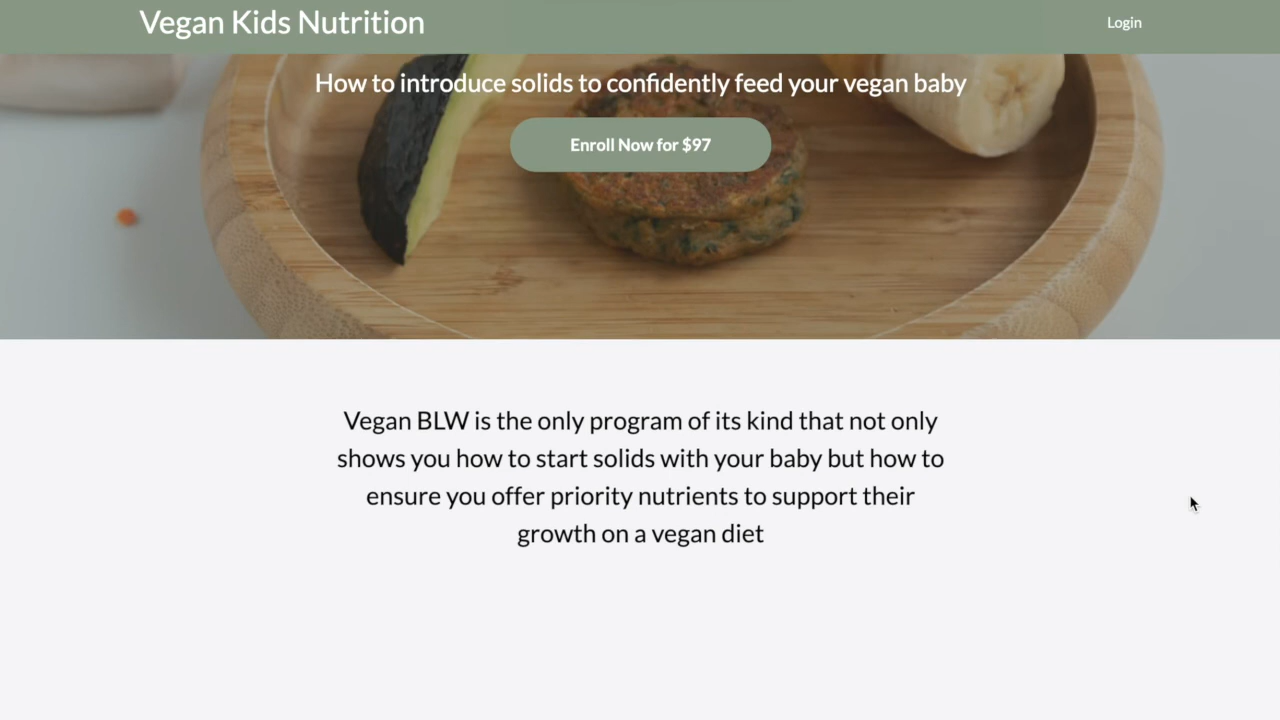 Vegan Kids Nutrition
Login
How to introduce solids to confidently feed your vegan baby
Enroll Now for $97
Vegan BLW is the only program of its kind that not only
shows you how to start solids with your baby but how to
ensure you offer priority nutrients to support their
growth on a vegan diet